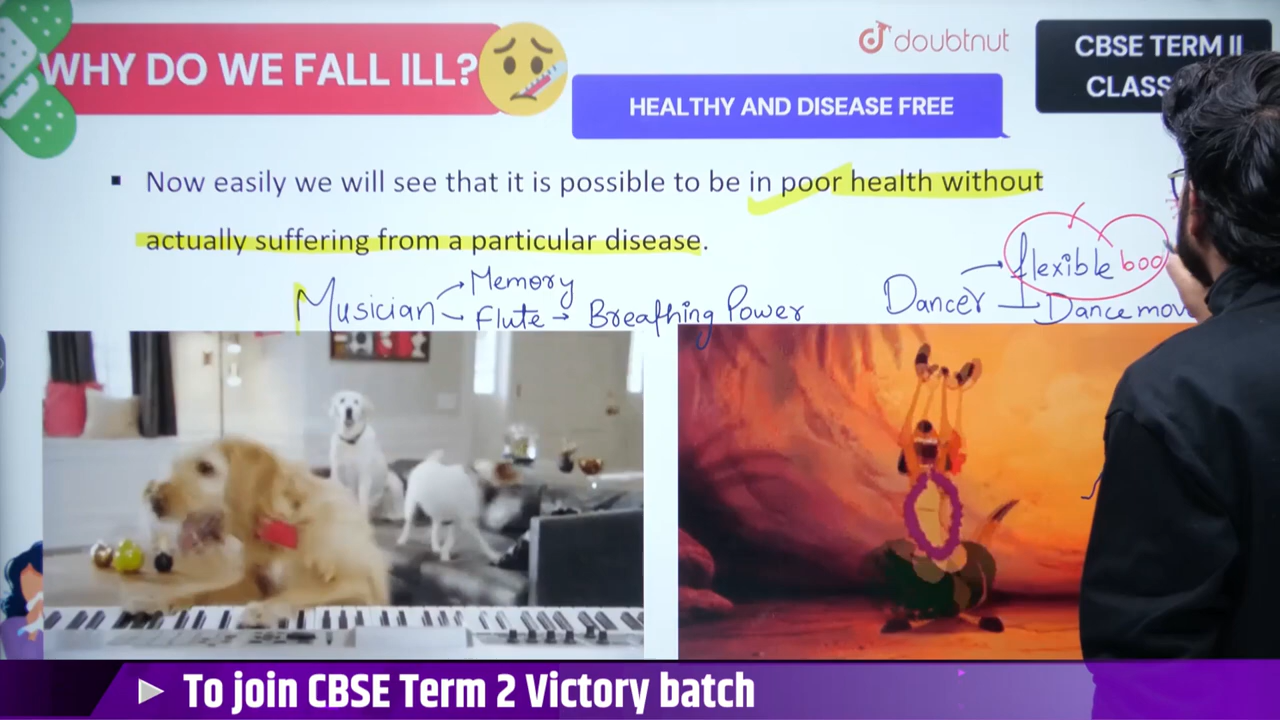 WHY DO WE FALL ILL?
doubtnut
CBSE TERM II
CLASS
HEALTHY AND DISEASE FREE
▪ Now easily we will see that it is possible to be in poor health without
actually suffering from a particular disease.
Musician → Memory
Flute → Breathing Power
Dancer → flexible boo
Dance mov
To join CBSE Term 2 Victory batch